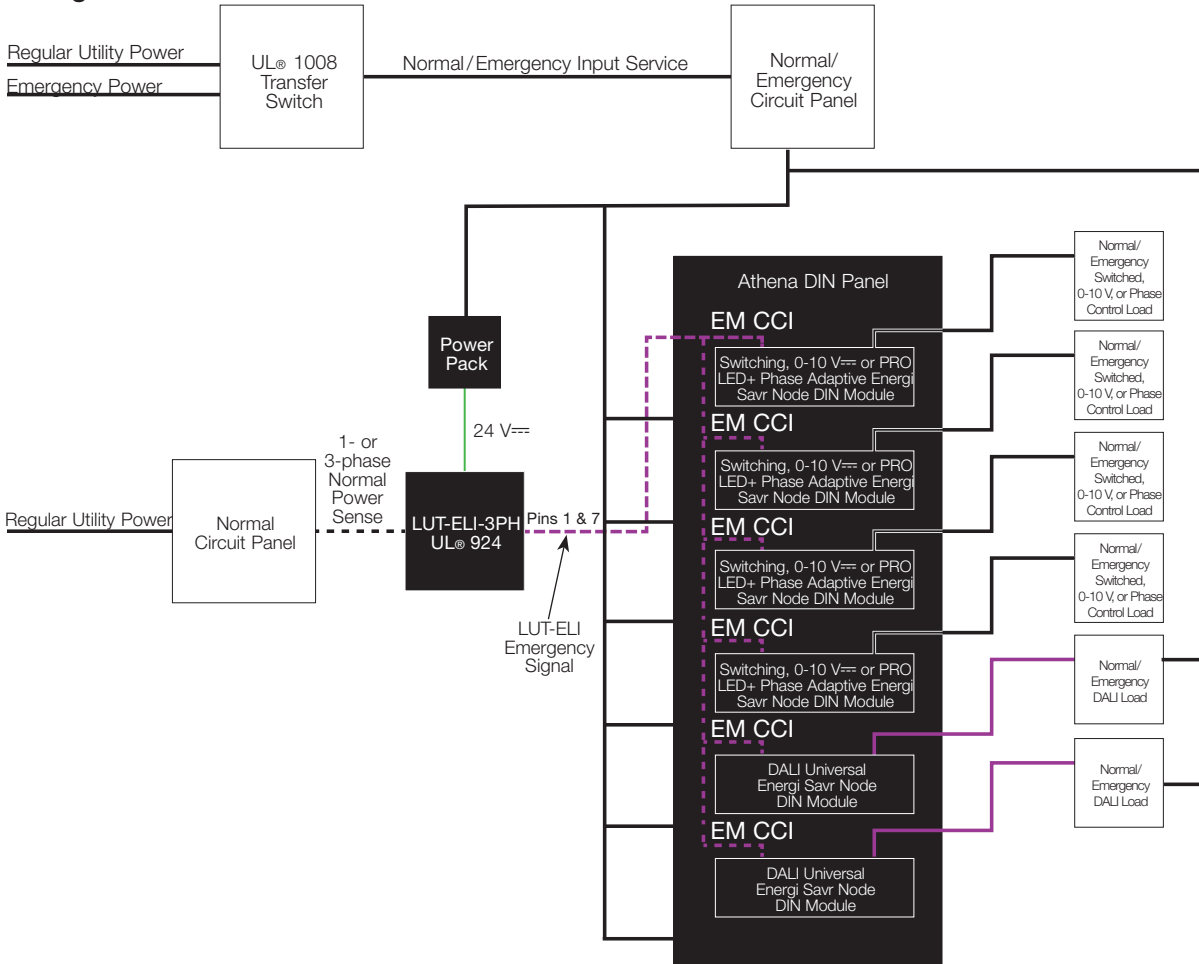 Regular Utility Power
Emergency Power
UL® 1008
Transfer
Switch
Normal/Emergency Input Service
Normal/
Emergency
Circuit Panel
Power
Pack
24 V⎓
1- or
3-phase
Normal
Power
Sense
Regular Utility Power
Normal
Circuit Panel
LUT-ELI-3PH
UL® 924
Pins 1 & 7
LUT-ELI
Emergency
Signal
Athena DIN Panel
EM CCI
Switching, 0-10 V⎓ or PRO
LED+ Phase Adaptive Energi
Savr Node DIN Module
EM CCI
Switching, 0-10 V⎓ or PRO
LED+ Phase Adaptive Energi
Savr Node DIN Module
EM CCI
Switching, 0-10 V⎓ or PRO
LED+ Phase Adaptive Energi
Savr Node DIN Module
EM CCI
Switching, 0-10 V⎓ or PRO
LED+ Phase Adaptive Energi
Savr Node DIN Module
EM CCI
DALI Universal
Energi Savr Node
DIN Module
EM CCI
DALI Universal
Energi Savr Node
DIN Module
Normal/
Emergency
Switched,
0-10 V, or Phase
Control Load
Normal/
Emergency
Switched,
0-10 V, or Phase
Control Load
Normal/
Emergency
Switched,
0-10 V, or Phase
Control Load
Normal/
Emergency
Switched,
0-10 V, or Phase
Control Load
Normal/
Emergency
DALI Load
Normal/
Emergency
DALI Load